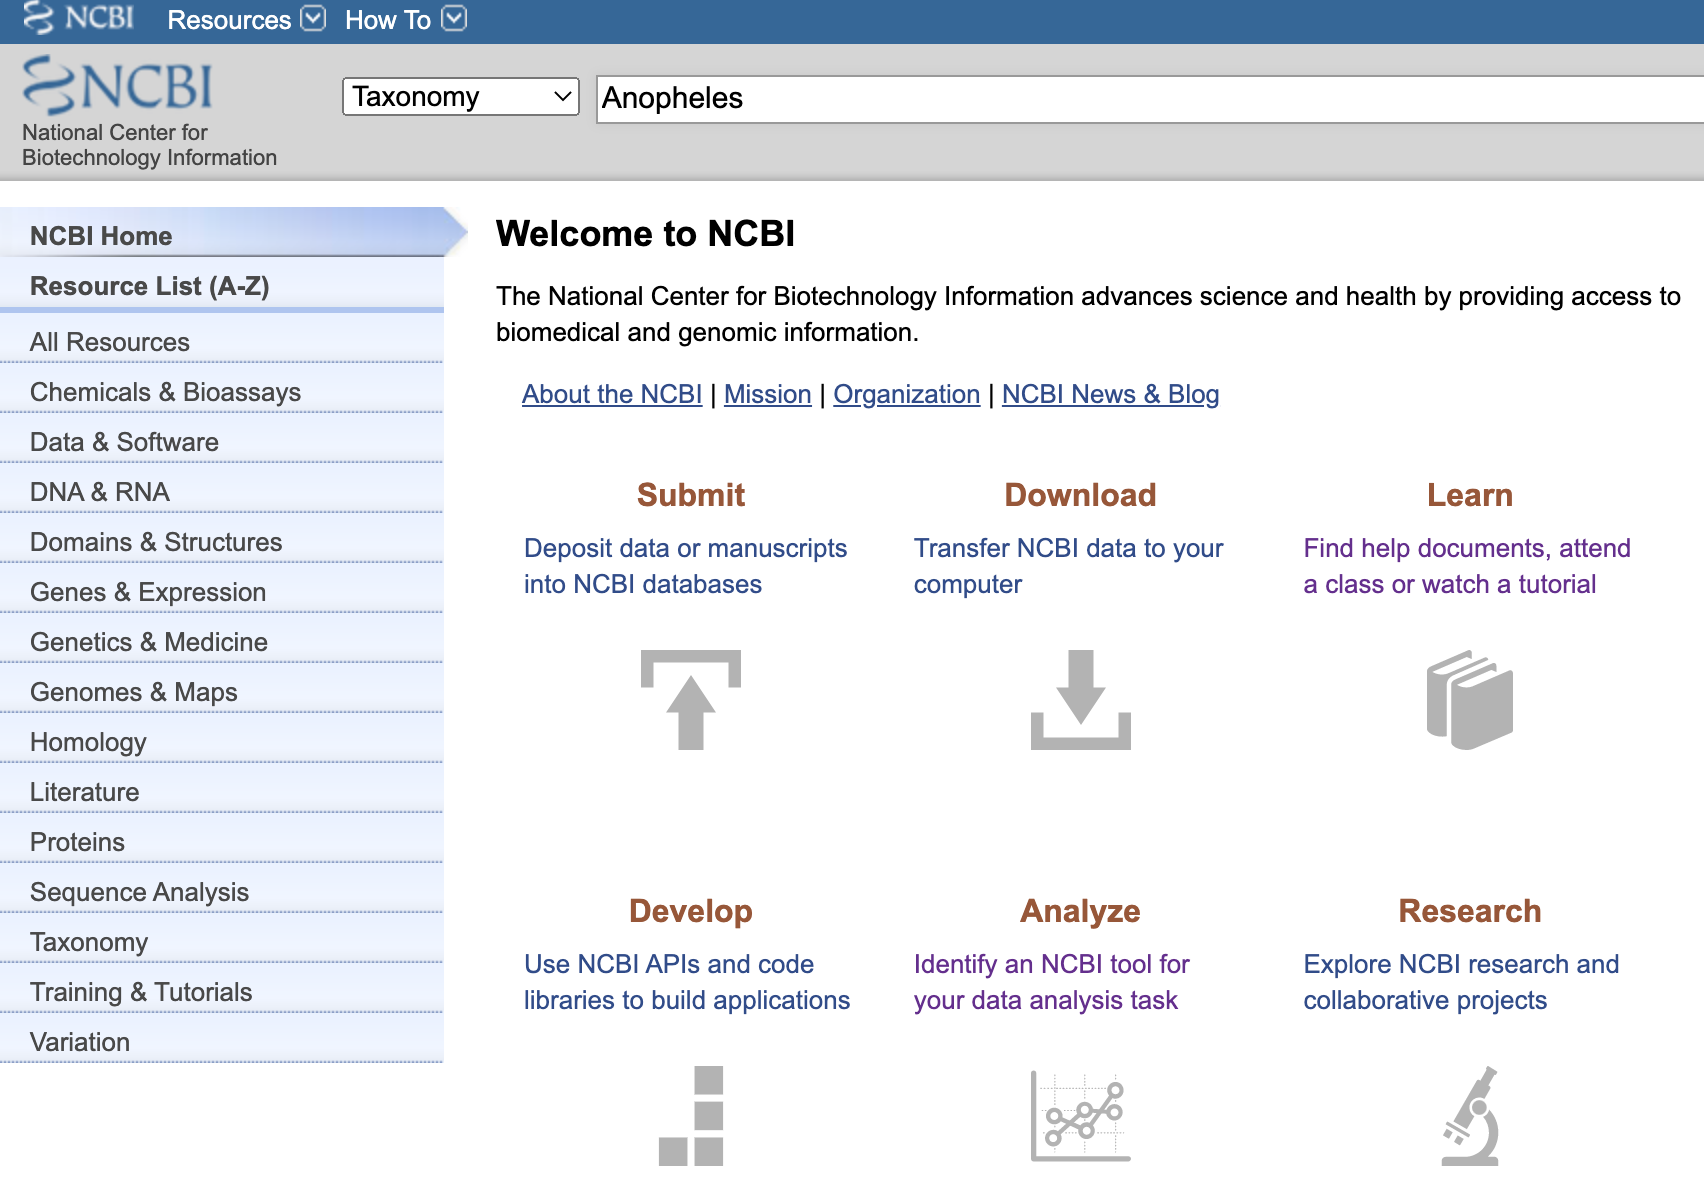 NCBI Resources How To
NCBI
National Center for
Biotechnology Information
Taxonomy
Anopheles
NCBI Home
Resource List (A-Z)
All Resources
Chemicals & Bioassays
Data & Software
DNA & RNA
Domains & Structures
Genes & Expression
Genetics & Medicine
Genomes & Maps
Homology
Literature
Proteins
Sequence Analysis
Taxonomy
Training & Tutorials
Variation
Welcome to NCBI
The National Center for Biotechnology Information advances science and health by providing access to
biomedical and genomic information.
About the NCBI | Mission | Organization | NCBI News & Blog
Submit
Deposit data or manuscripts
into NCBI databases
Download
Transfer NCBI data to your
computer
Learn
Find help documents, attend
a class or watch a tutorial
Develop
Use NCBI APIs and code
libraries to build applications
Analyze
Identify an NCBI tool for
your data analysis task
Research
Explore NCBI research and
collaborative projects